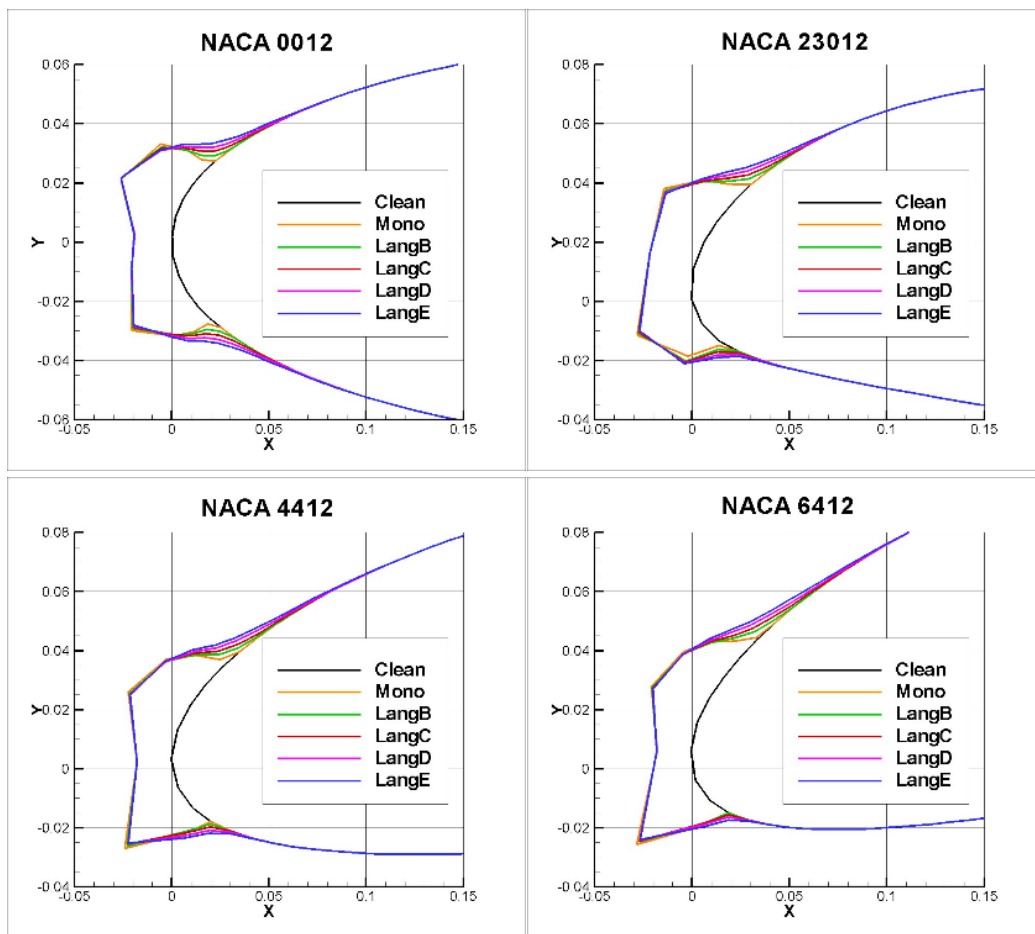 NACA 0012
0.06
0.04
0.02
Y
0
-0.02
-0.04
-0.06
-0.05 0 0.05 0.1 0.15
X
Clean
Mono
LangB
LangC
LangD
LangE
NACA 23012
0.08
0.06
0.04
Y
0.02
0
-0.02
-0.04
-0.05 0 0.05 0.1 0.15
X
Clean
Mono
LangB
LangC
LangD
LangE
NACA 4412
0.08
0.06
0.04
Y
0.02
0
-0.02
-0.04
-0.05 0 0.05 0.1 0.15
X
Clean
Mono
LangB
LangC
LangD
LangE
NACA 6412
0.08
0.06
0.04
Y
0.02
0
-0.02
-0.04
-0.05 0 0.05 0.1 0.15
X
Clean
Mono
LangB
LangC
LangD
LangE